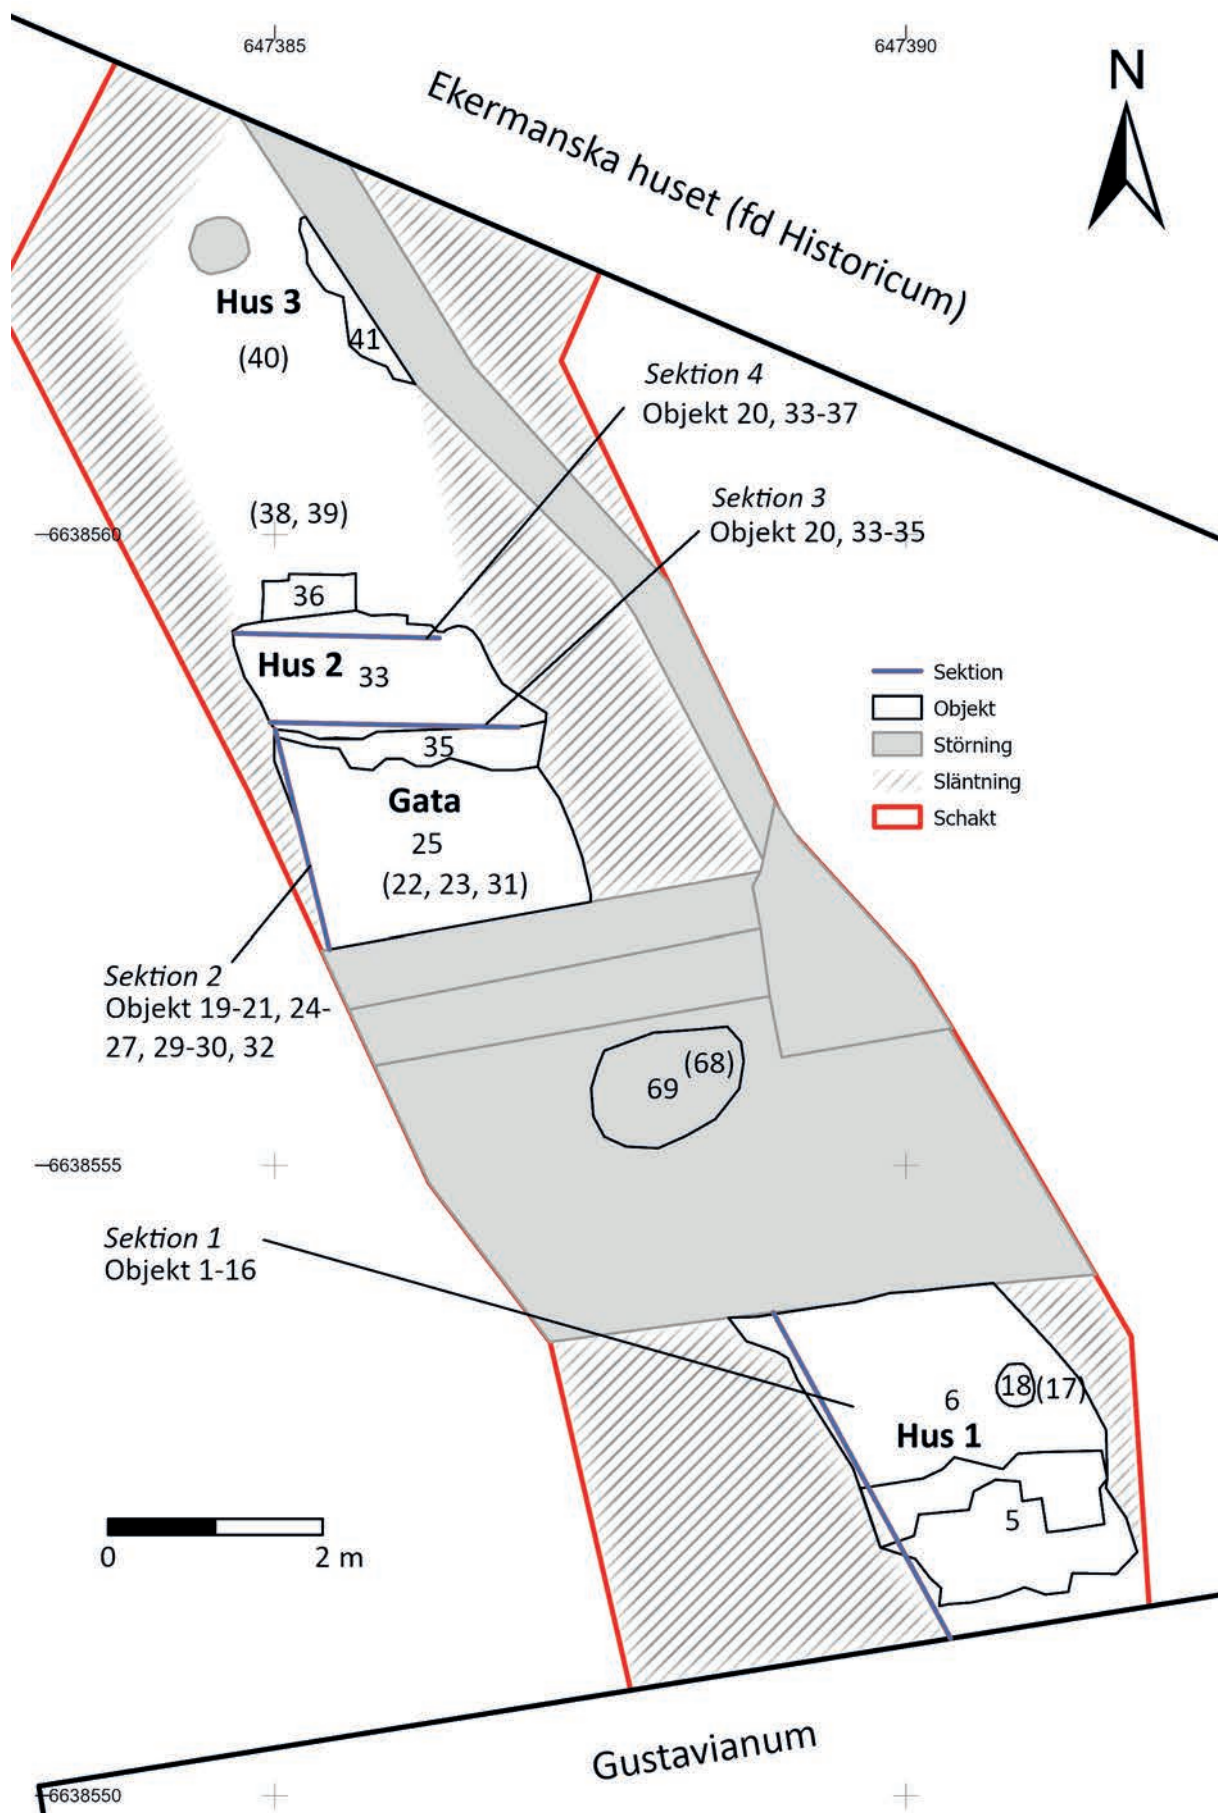 647385
647390
N
Ekermanska huset (fd Historicum)
Hus 3
41
(40)
Sektion 4
Objekt 20, 33-37
Sektion 3
Objekt 20, 33-35
(38, 39)
6638560
36
Hus 2 33
35
Gata
25
(22, 23, 31)
Sektion
Objekt
Störning
Släntning
Schakt
Sektion 2
Objekt 19-21, 24-
27, 29-30, 32
(68)
69
6638555
Sektion 1
Objekt 1-16
18 (17)
6
Hus 1
5
0 2 m
Gustavianum
6638550